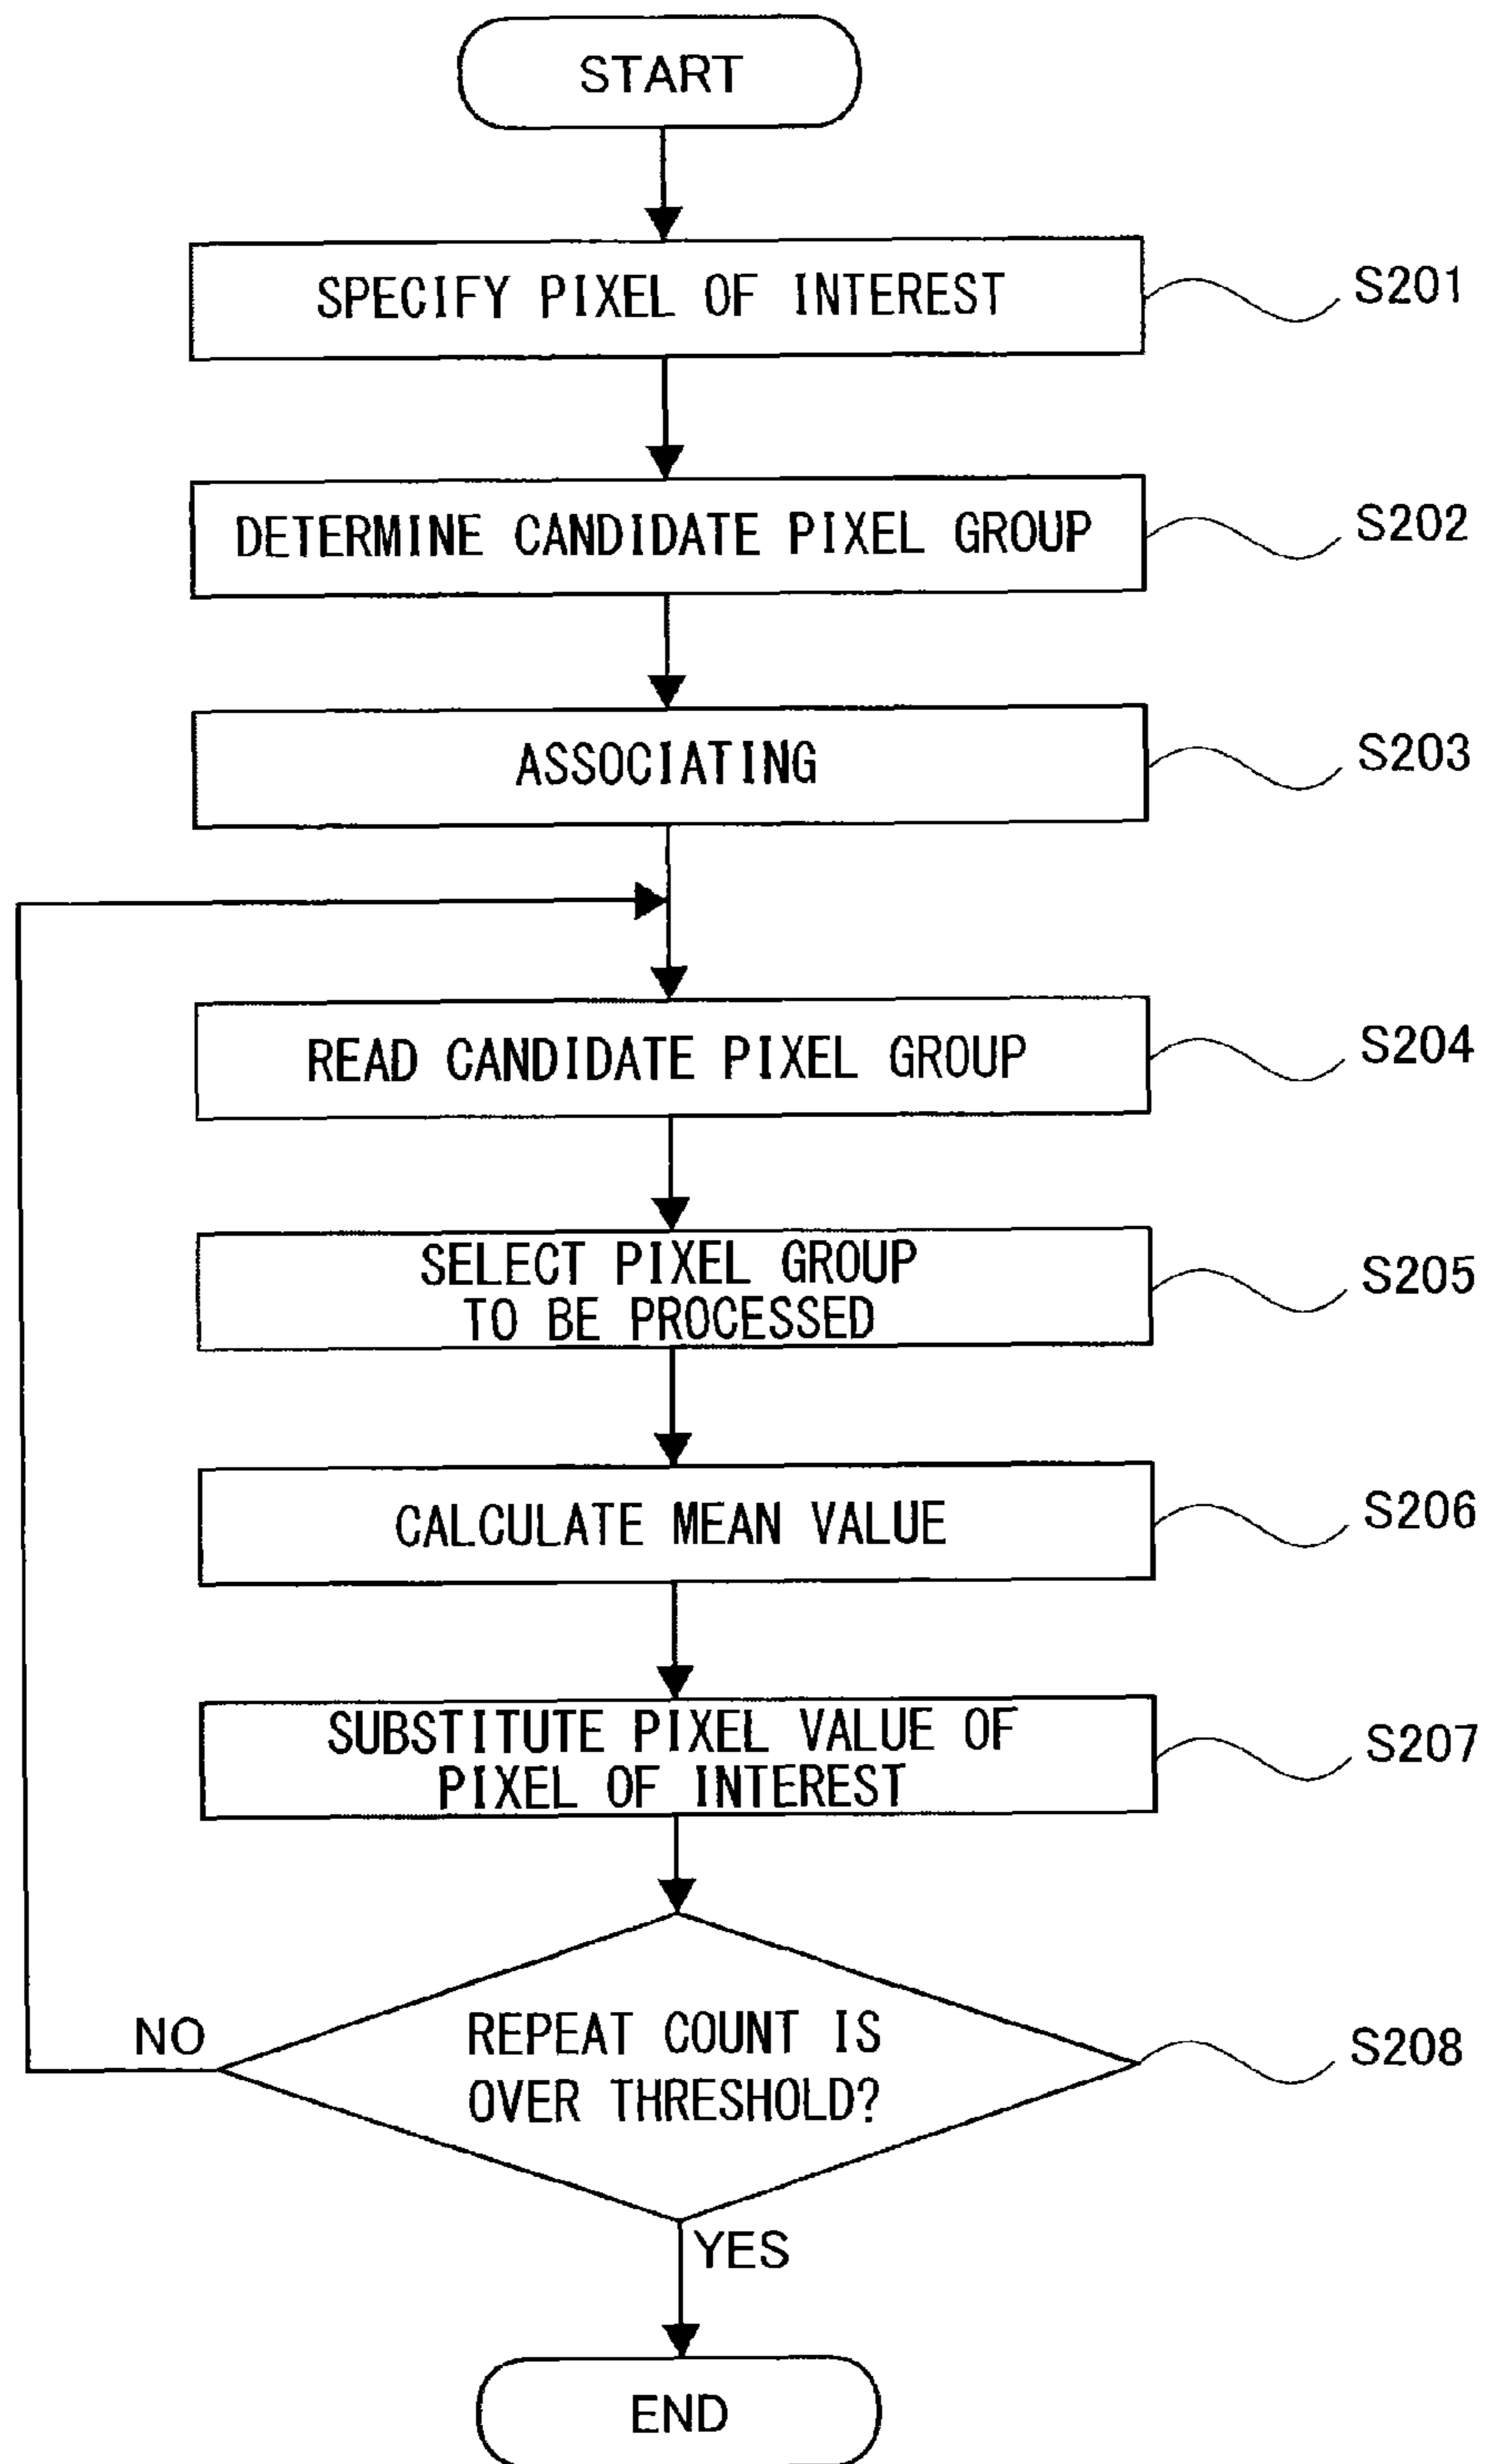 START
SPECIFY PIXEL OF INTEREST
S201
DETERMINE CANDIDATE PIXEL GROUP
S202
ASSOCIATING
S203
READ CANDIDATE PIXEL GROUP
S204
SELECT PIXEL GROUP
TO BE PROCESSED
S205
CALCULATE MEAN VALUE
S206
SUBSTITUTE PIXEL VALUE OF
PIXEL OF INTEREST
S207
REPEAT COUNT IS
OVER THRESHOLD?
S208
NO
YES
END